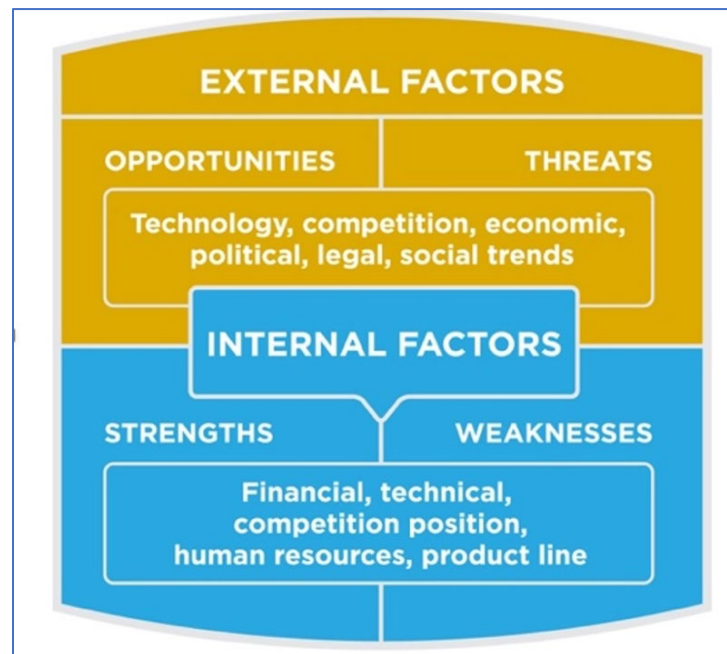 EXTERNAL FACTORS
OPPORTUNITIES
THREATS
Technology, competition, economic,
political, legal, social trends
INTERNAL FACTORS
STRENGTHS
WEAKNESSES
Financial, technical,
competition position,
human resources, product line